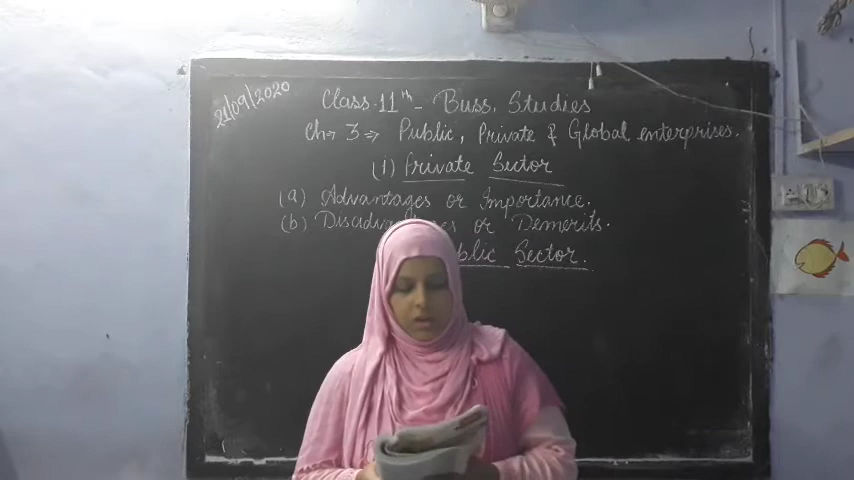 21/09/2020
Class. 11th - Buss. Studies
Ch→ 3 ⇒ Public, Private & Global enterprises.
(1) Private Sector
(a) Advantages or Importance.
(b) or Demerits.
Sector.